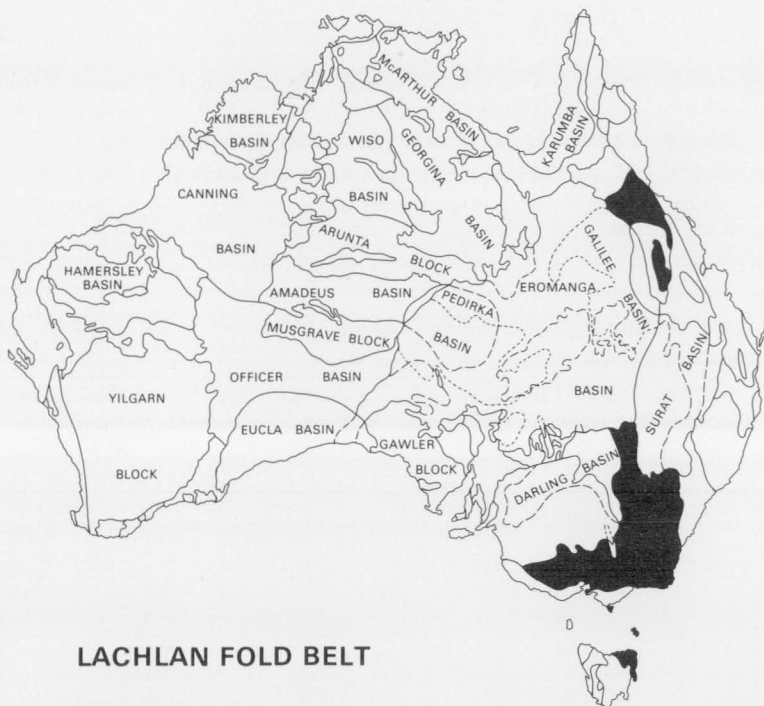 McARTHUR BASIN
KARUMBA
BASIN
KIMBERLEY
BASIN
WISO
BASIN
GEORGINA
BASIN
CANNING
BASIN
ARUNTA
BLOCK
GALILEE
BASIN
HAMERSLEY
BASIN
AMADEUS
BASIN
PEDIRKA
BASIN
EROMANGA
BASIN
MUSGRAVE BLOCK
SURAT
BASIN
YILGARN
BLOCK
OFFICER
BASIN
EUCLA BASIN
GAWLER
BLOCK
DARLING
BASIN
LACHLAN FOLD BELT